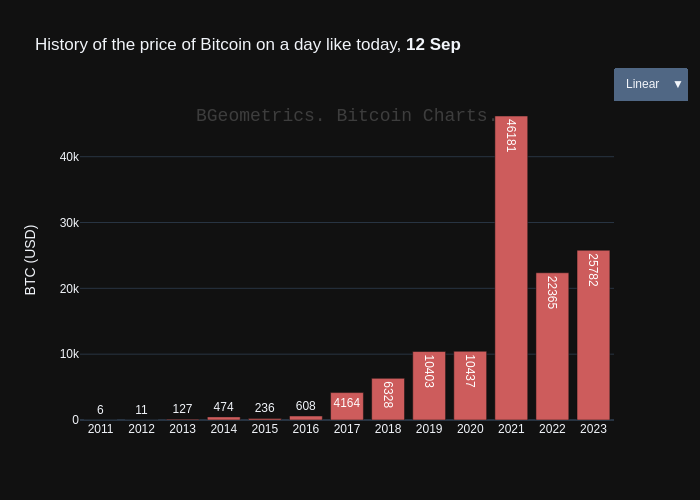 History of the price of Bitcoin on a day like today, 12 Sep
Linear ▼
BGeometrics. Bitcoin Charts.
BTC (USD)
40k
30k
20k
10k
0
6
11
127
474
236
608
4164
6328
10403
10437
46181
22365
25782
2011 2012 2013 2014 2015 2016 2017 2018 2019 2020 2021 2022 2023